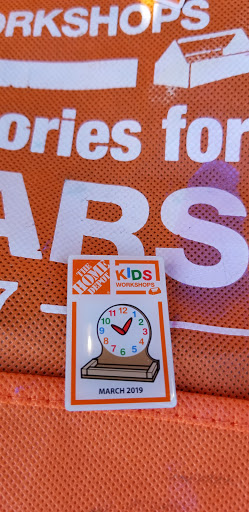 ORKSHOPS
ories for
ARS
THE
HOME
DEPOT
KIDS
WORKSHOPS
12
11 1
10 2
9 3
8 4
7 5
6
MARCH 2019